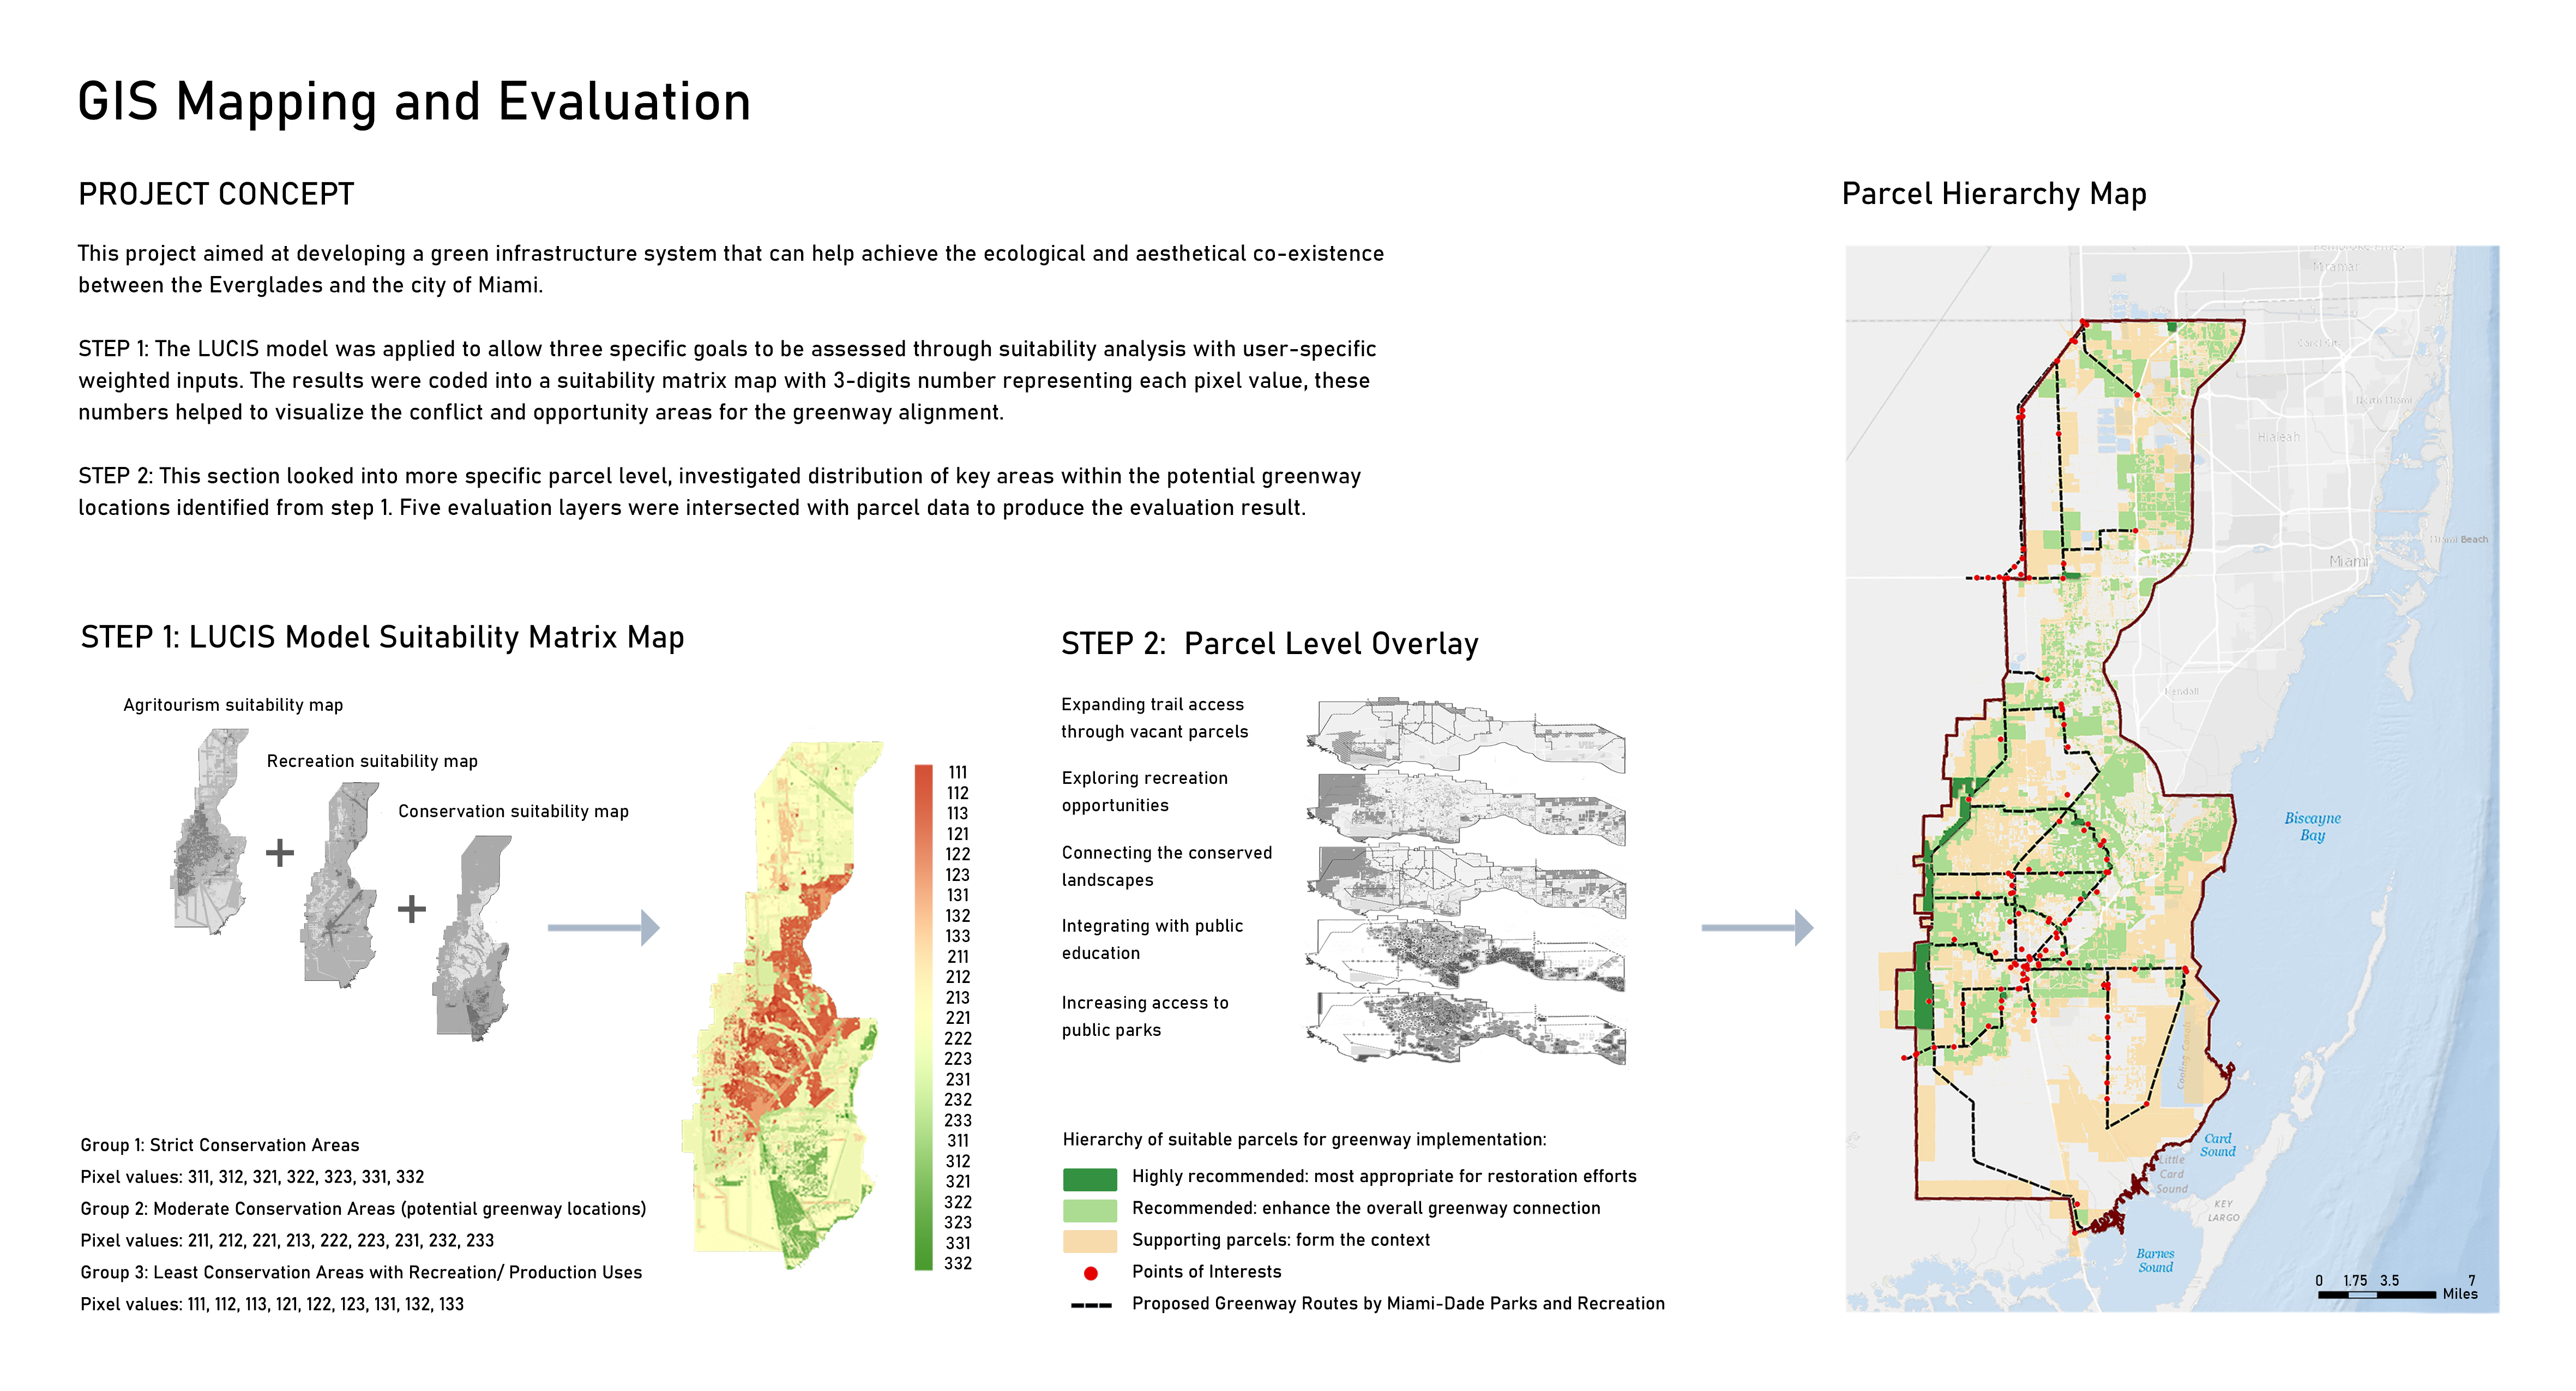 GIS Mapping and Evaluation
PROJECT CONCEPT
This project aimed at developing a green infrastructure system that can help achieve the ecological and aesthetical co-existence
between the Everglades and the city of Miami.
STEP 1: The LUCIS model was applied to allow three specific goals to be assessed through suitability analysis with user-specific
weighted inputs. The results were coded into a suitability matrix map with 3-digits number representing each pixel value, these
numbers helped to visualize the conflict and opportunity areas for the greenway alignment.
STEP 2: This section looked into more specific parcel level, investigated distribution of key areas within the potential greenway
locations identified from step 1. Five evaluation layers were intersected with parcel data to produce the evaluation result.
STEP 1: LUCIS Model Suitability Matrix Map
Agritourism suitability map
Recreation suitability map
Conservation suitability map
+
+
111
112
113
121
122
123
131
132
133
211
212
213
221
222
223
231
232
233
311
312
321
322
323
331
332
Group 1: Strict Conservation Areas
Pixel values: 311, 312, 321, 322, 323, 331, 332
Group 2: Moderate Conservation Areas (potential greenway locations)
Pixel values: 211, 212, 221, 213, 222, 223, 231, 232, 233
Group 3: Least Conservation Areas with Recreation/ Production Uses
Pixel values: 111, 112, 113, 121, 122, 123, 131, 132, 133
STEP 2: Parcel Level Overlay
Expanding trail access
through vacant parcels
Exploring recreation
opportunities
Connecting the conserved
landscapes
Integrating with public
education
Increasing access to
public parks
Hierarchy of suitable parcels for greenway implementation:
Highly recommended: most appropriate for restoration efforts
Recommended: enhance the overall greenway connection
Supporting parcels: form the context
Points of Interests
Proposed Greenway Routes by Miami-Dade Parks and Recreation
Parcel Hierarchy Map
Miramar
North Miami
Hialeah
Miami Beach
Miami
Kendall
Biscayne
Bay
Card
Sound
Little
Card
Sound
KEY
LARGO
Barnes
Sound
0 1.75 3.5 7
Miles